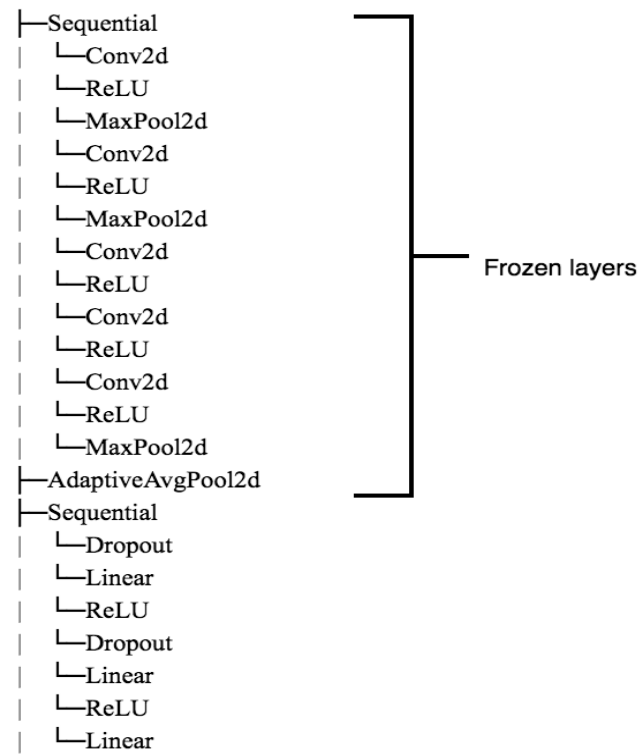 ├─Sequential
| └─Conv2d
| └─ReLU
| └─MaxPool2d
| └─Conv2d
| └─ReLU
| └─MaxPool2d
| └─Conv2d
| └─ReLU
Frozen layers
| └─Conv2d
| └─ReLU
| └─Conv2d
| └─ReLU
| └─MaxPool2d
├─AdaptiveAvgPool2d
├─Sequential
| └─Dropout
| └─Linear
| └─ReLU
| └─Dropout
| └─Linear
| └─ReLU
| └─Linear